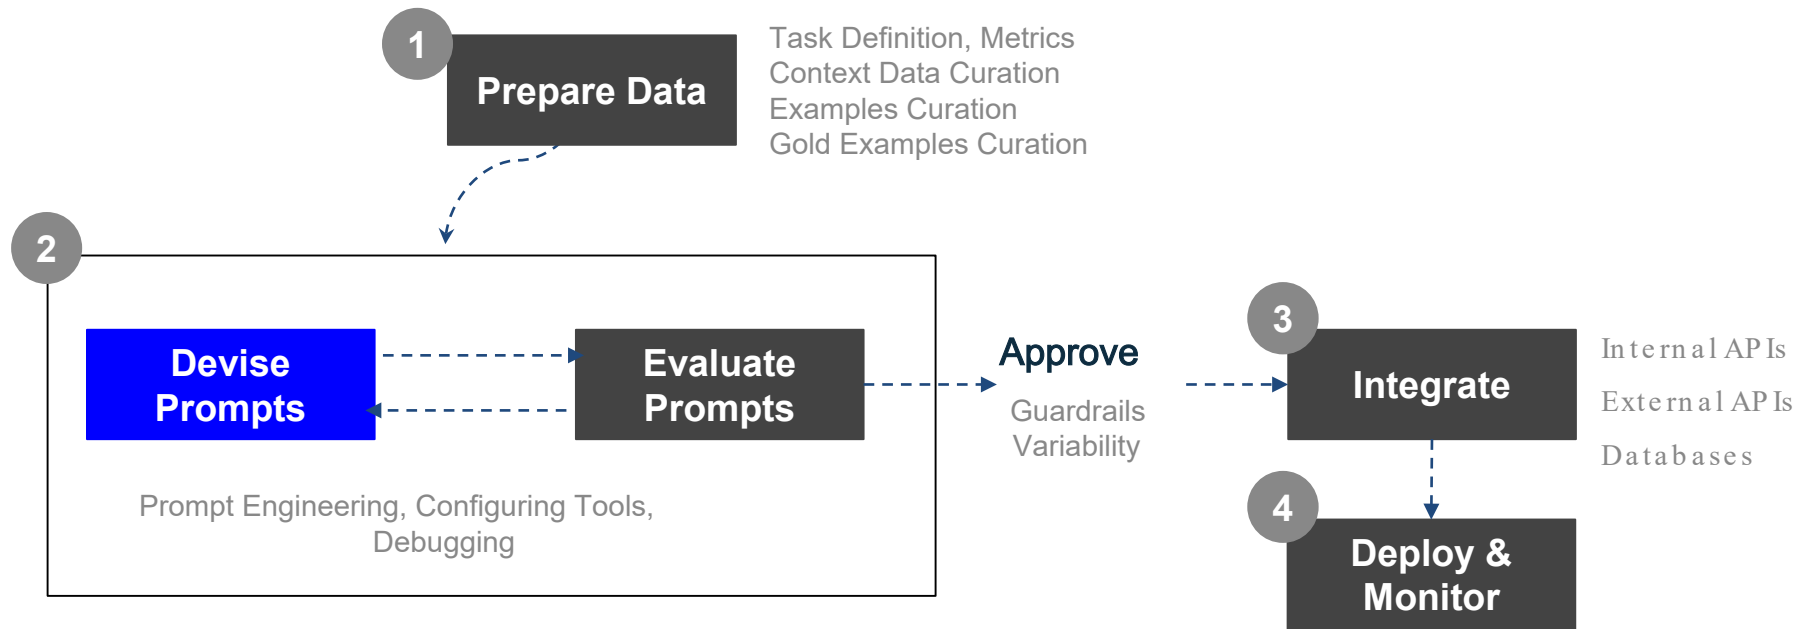 1
Prepare Data
Task Definition, Metrics
Context Data Curation
Examples Curation
Gold Examples Curation
2
Devise
Prompts
Evaluate
Prompts
Prompt Engineering, Configuring Tools,
Debugging
Approve
Guardrails
Variability
3
Integrate
Internal APIs
External APIs
Databases
4
Deploy &
Monitor